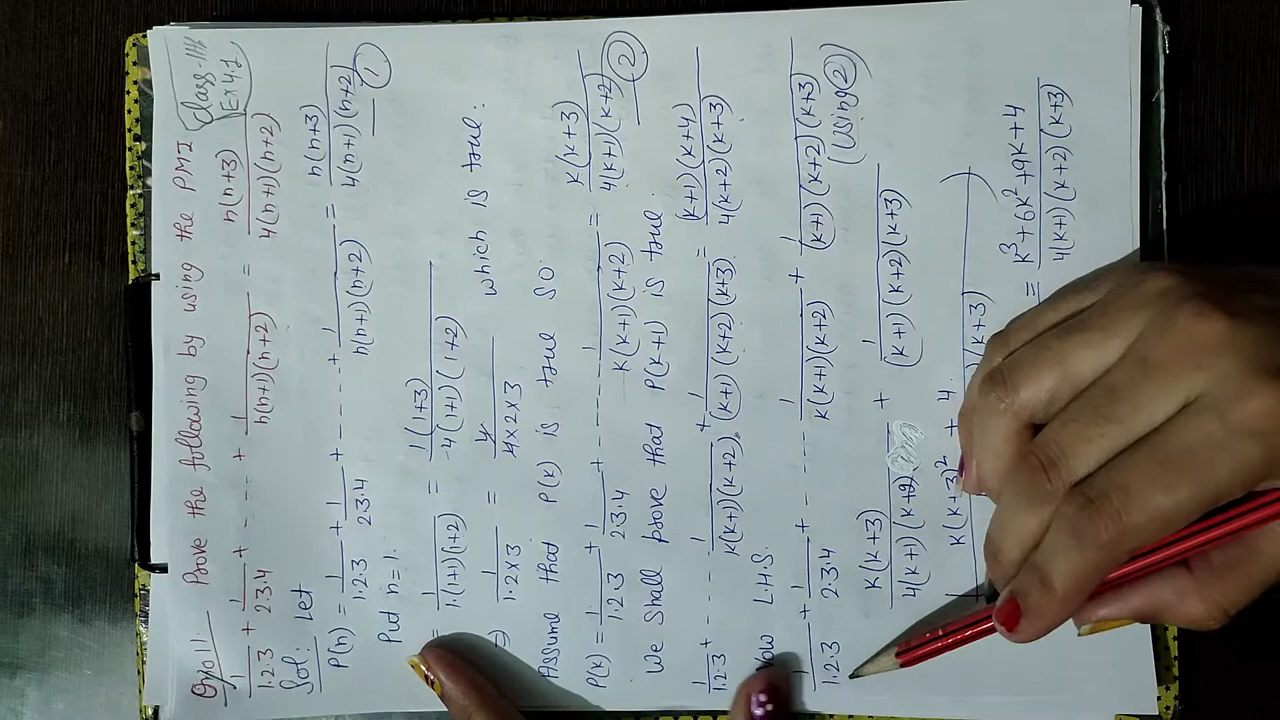 Class-11th
Ex 4.1
Qno 11. Prove the following by using the PMI
1/1.2.3 + 1/2.3.4 + - - - + 1/n(n+1)(n+2) = n(n+3)/4(n+1)(n+2)
Sol: Let
P(n) = 1/1.2.3 + 1/2.3.4 + - - - - + 1/n(n+1)(n+2) = n(n+3)/4(n+1)(n+2) — ①
Put n=1.
= 1/1.(1+1)(1+2) = 1(1+3)/4(1+1)(1+2)
⇒ 1/1.2×3 = 4/4×2×3 which is true.
Assume that P(k) is true so.
P(k) = 1/1.2.3 + 1/2.3.4 + - - - - - 1/k(k+1)(k+2) = k(k+3)/4(k+1)(k+2) — ②
We shall prove that P(k+1) is true.
1/1.2.3 + - - - - 1/k(k+1)(k+2) + 1/(k+1)(k+2)(k+3) = (k+1)(k+4)/4(k+2)(k+3)
Now L.H.S.
1/1.2.3 + 1/2.3.4 + - - - - 1/k(k+1)(k+2) + 1/(k+1)(k+2)(k+3)
(Using ②)
k(k+3)/4(k+1)(k+2) + 1/(k+1)(k+2)(k+3)
k(k+3)² + 4
(k+3)
= k³+6k²+9k+4/4(k+1)(k+2)(k+3)